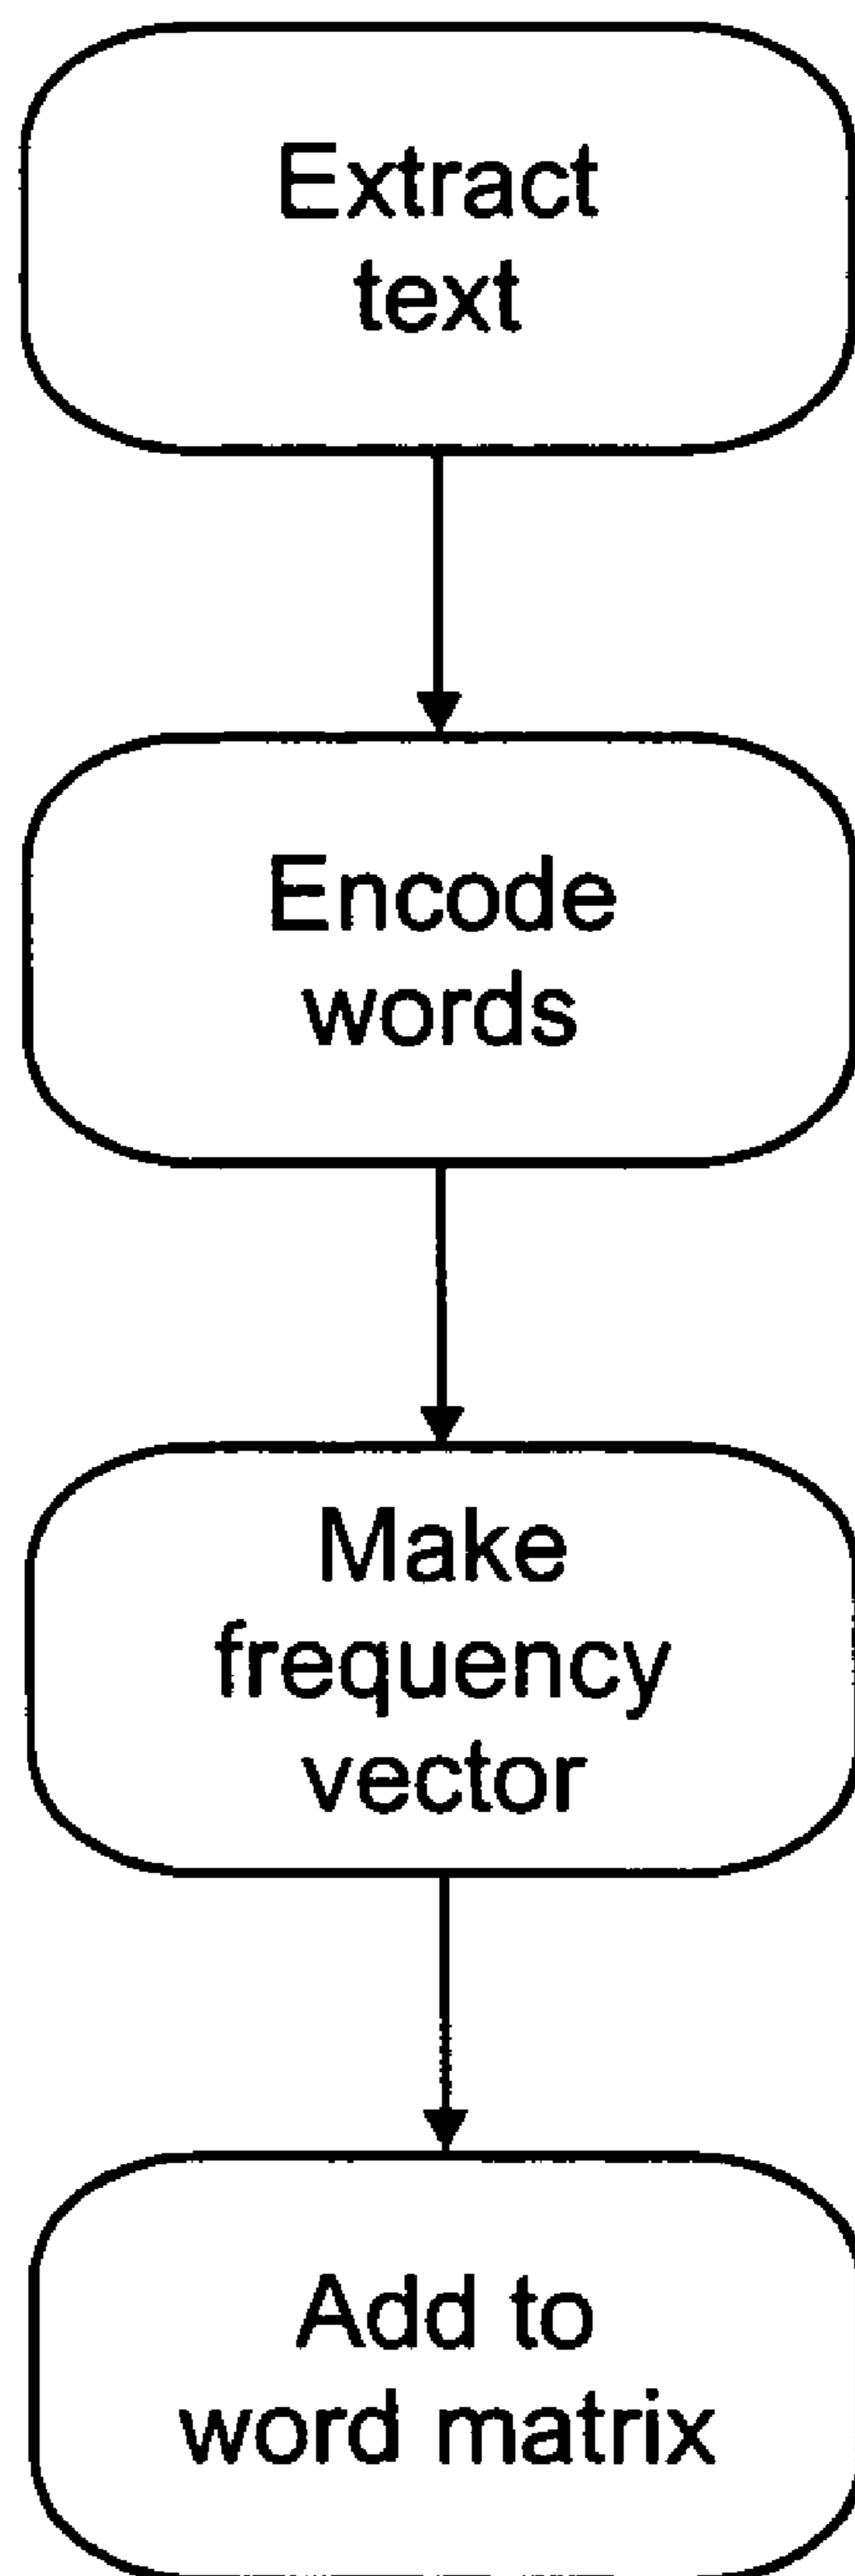 Extract
text
Encode
words
Make
frequency
vector
Add to
word matrix